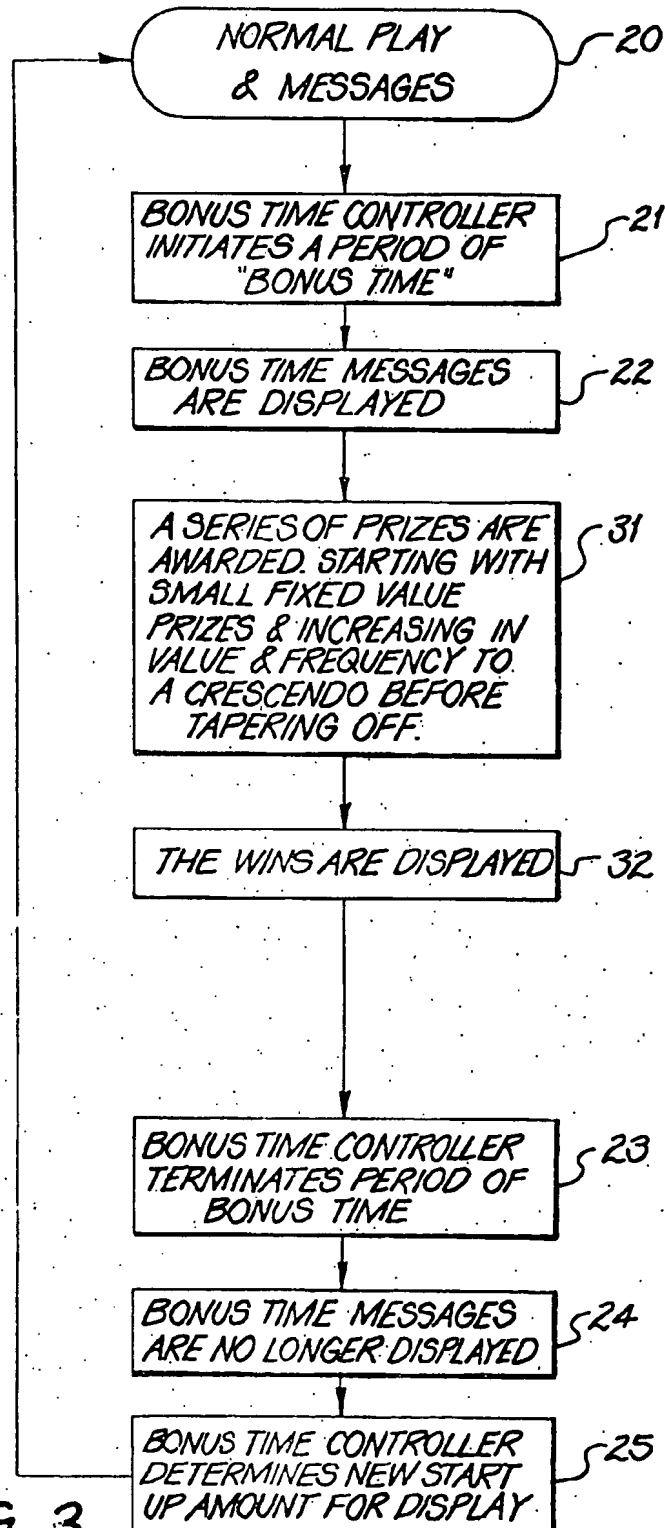 NORMAL PLAY
& MESSAGES
20
BONUS TIME CONTROLLER
INITIATES A PERIOD OF
"BONUS TIME"
21
BONUS TIME MESSAGES
ARE DISPLAYED
22
A SERIES OF PRIZES ARE
AWARDED. STARTING WITH
SMALL FIXED VALUE
PRIZES & INCREASING IN
VALUE & FREQUENCY TO
A CRESCENDO BEFORE
TAPERING OFF.
31
THE WINS ARE DISPLAYED
32
BONUS TIME CONTROLLER
TERMINATES PERIOD OF
BONUS TIME
23
BONUS TIME MESSAGES
ARE NO LONGER DISPLAYED
24
BONUS TIME CONTROLLER
DETERMINES NEW START
UP AMOUNT FOR DISPLAY
25